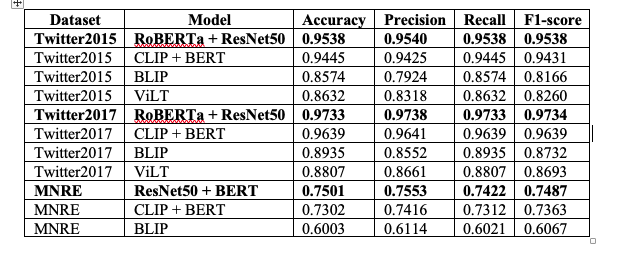 Dataset Model Accuracy Precision Recall F1-score
Twitter2015 RoBERTa + ResNet50 0.9538 0.9540 0.9538 0.9538
Twitter2015 CLIP + BERT 0.9445 0.9425 0.9445 0.9431
Twitter2015 BLIP 0.8574 0.7924 0.8574 0.8166
Twitter2015 ViLT 0.8632 0.8318 0.8632 0.8260
Twitter2017 RoBERTa + ResNet50 0.9733 0.9738 0.9733 0.9734
Twitter2017 CLIP + BERT 0.9639 0.9641 0.9639 0.9639
Twitter2017 BLIP 0.8935 0.8552 0.8935 0.8732
Twitter2017 ViLT 0.8807 0.8661 0.8807 0.8693
MNRE ResNet50 + BERT 0.7501 0.7553 0.7422 0.7487
MNRE CLIP + BERT 0.7302 0.7416 0.7312 0.7363
MNRE BLIP 0.6003 0.6114 0.6021 0.6067